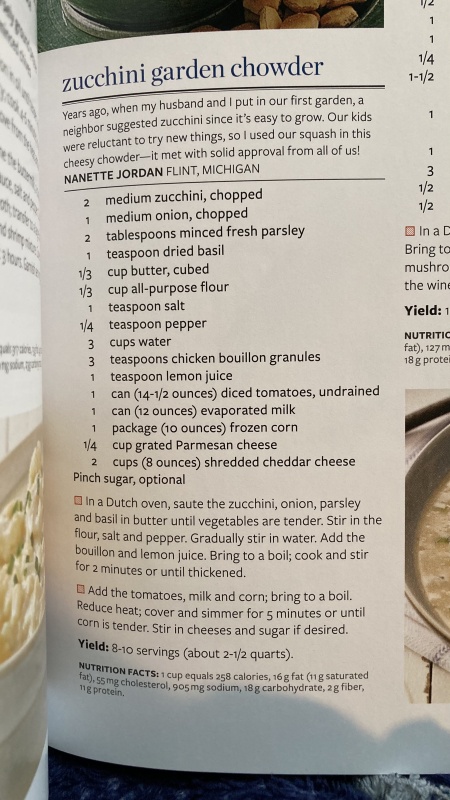 zucchini garden chowder
Years ago, when my husband and I put in our first garden, a
neighbor suggested zucchini since it's easy to grow. Our kids
were reluctant to try new things, so I used our squash in this
cheesy chowder—it met with solid approval from all of us!
NANETTE JORDAN FLINT, MICHIGAN
2 medium zucchini, chopped
1 medium onion, chopped
2 tablespoons minced fresh parsley
1 teaspoon dried basil
1/3 cup butter, cubed
1/3 cup all-purpose flour
1 teaspoon salt
1/4 teaspoon pepper
3 cups water
3 teaspoons chicken bouillon granules
1 teaspoon lemon juice
1 can (14-1/2 ounces) diced tomatoes, undrained
1 can (12 ounces) evaporated milk
1 package (10 ounces) frozen corn
1/4 cup grated Parmesan cheese
2 cups (8 ounces) shredded cheddar cheese
Pinch sugar, optional
In a Dutch oven, saute the zucchini, onion, parsley
and basil in butter until vegetables are tender. Stir in the
flour, salt and pepper. Gradually stir in water. Add the
bouillon and lemon juice. Bring to a boil; cook and stir
for 2 minutes or until thickened.
Add the tomatoes, milk and corn; bring to a boil.
Reduce heat; cover and simmer for 5 minutes or until
corn is tender. Stir in cheeses and sugar if desired.
Yield: 8-10 servings (about 2-1/2 quarts).
NUTRITION FACTS: 1 cup equals 258 calories, 16 g fat (11 g saturated
fat), 55 mg cholesterol, 905 mg sodium, 18 g carbohydrate, 2 g fiber,
11 g protein.
1/2
1
1
1/4
1-1/2
1
1
3
1/2
1/2
In a D
Bring to
mushro
the wine
Yield: 1
NUTRITIO
fat), 127 m
18 g protei